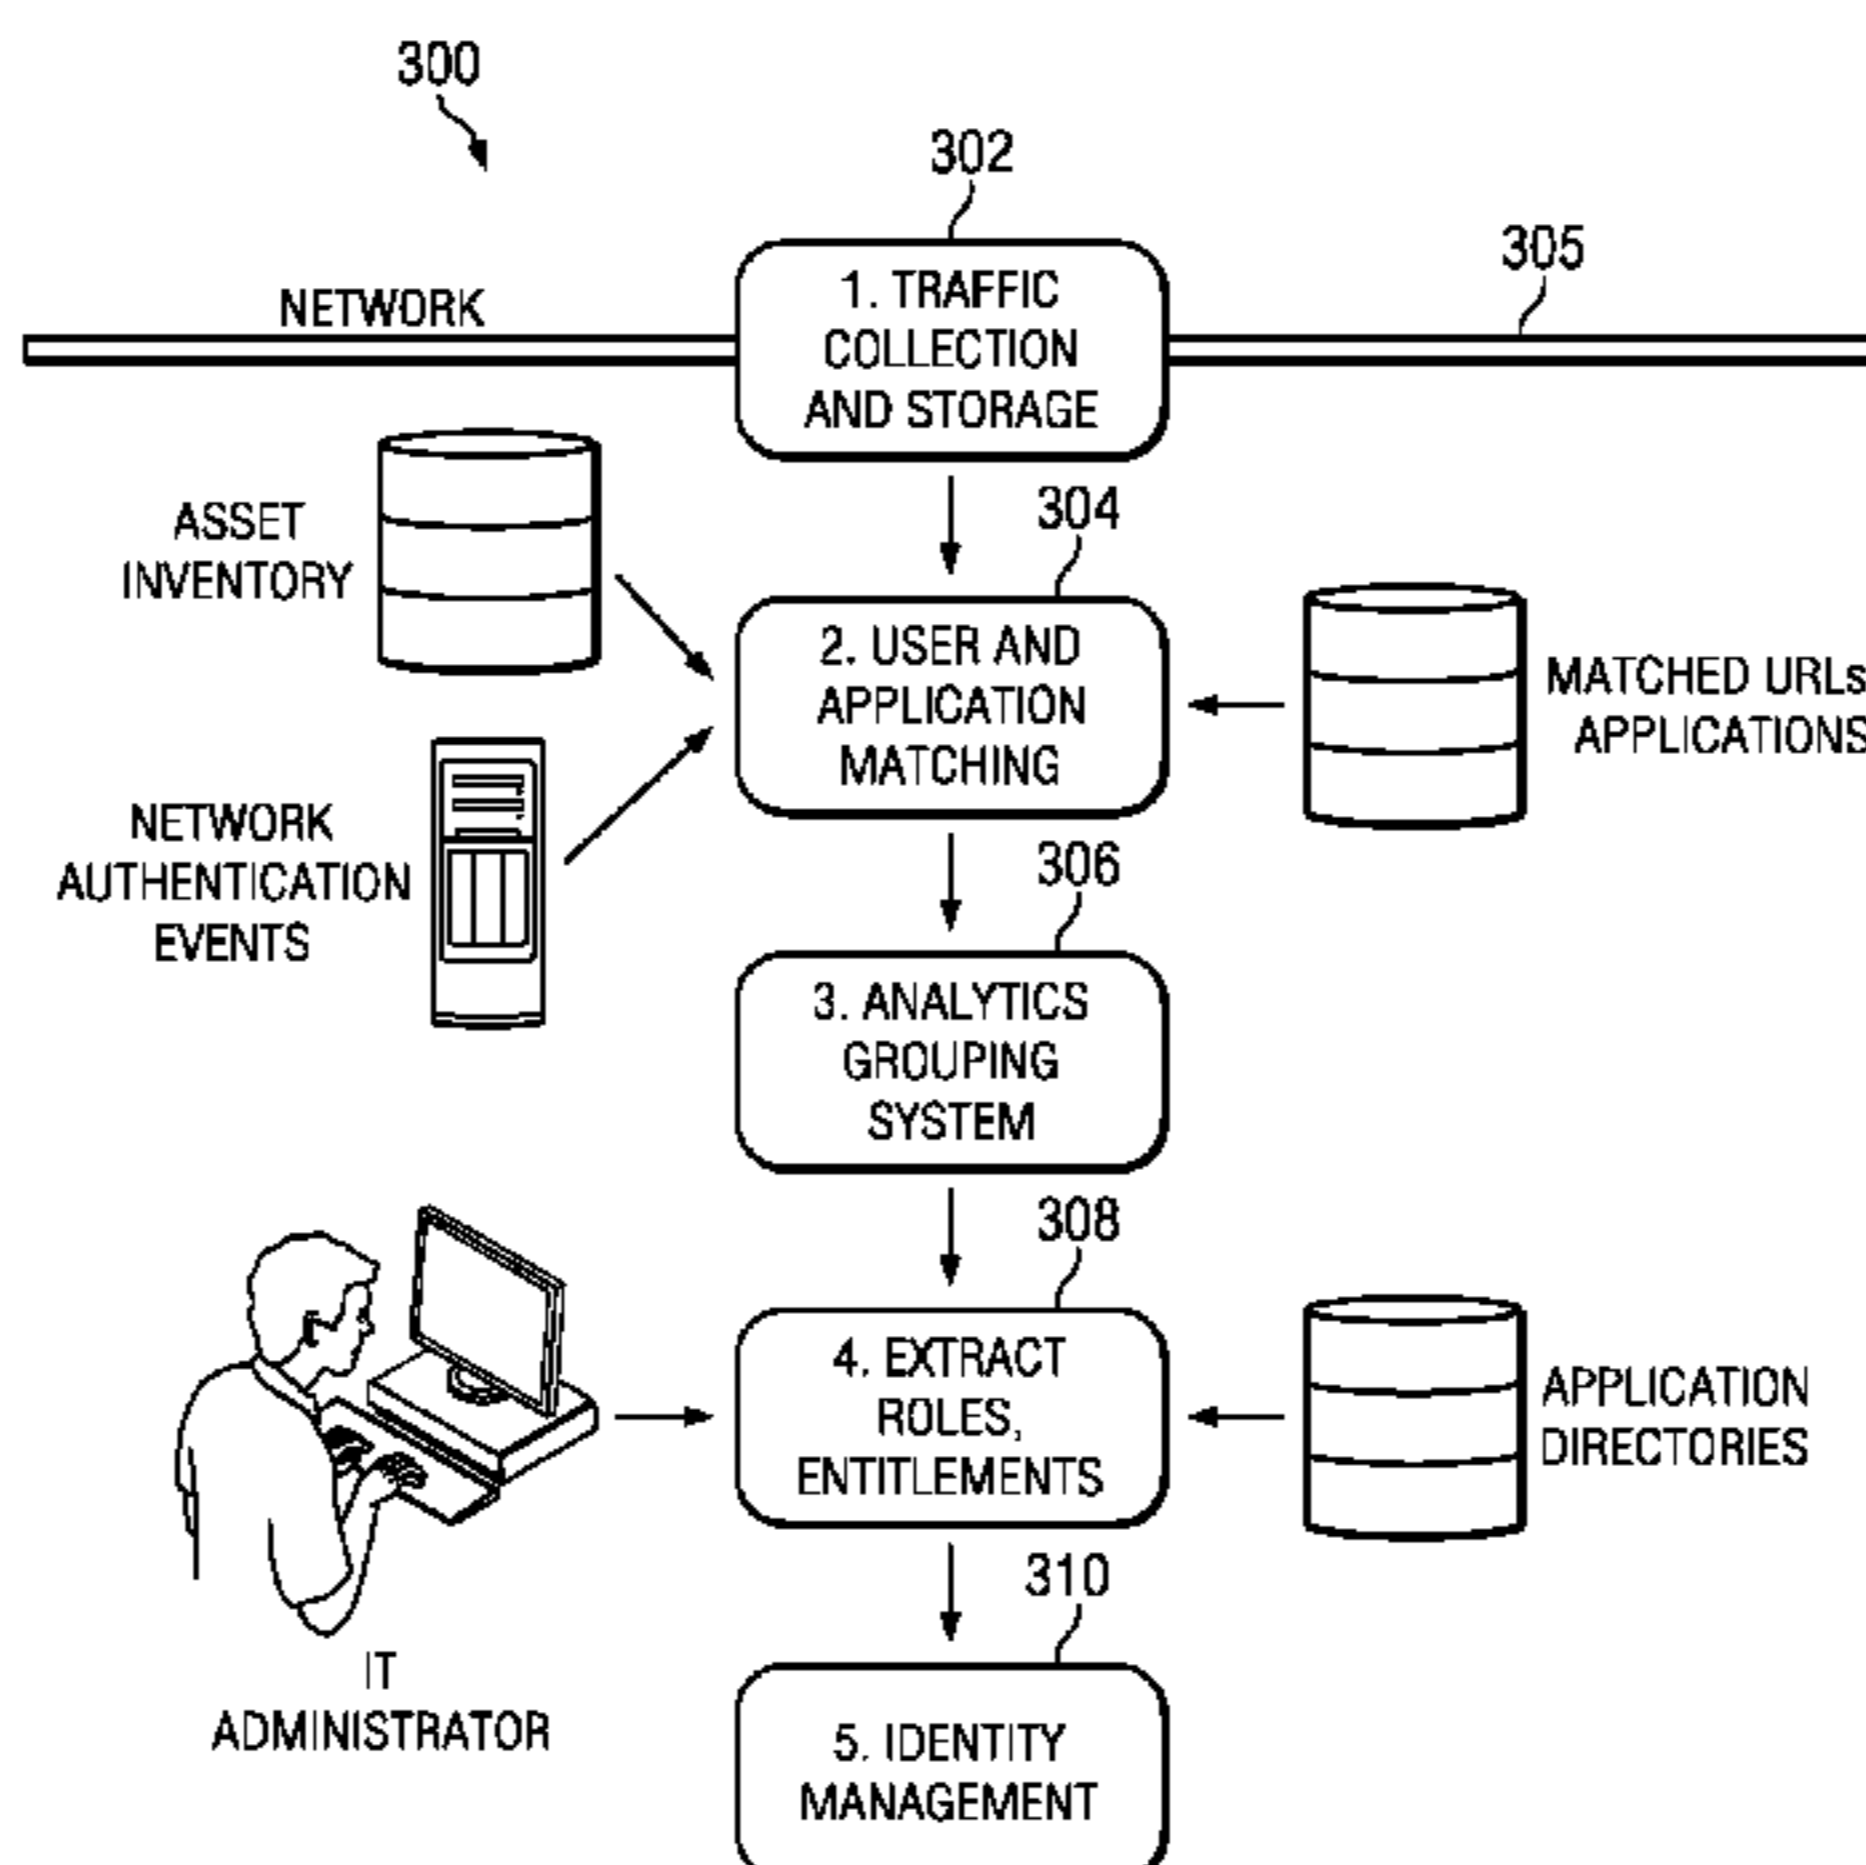 300
302
305
NETWORK
1. TRAFFIC
COLLECTION
AND STORAGE
304
ASSET
INVENTORY
2. USER AND
APPLICATION
MATCHING
MATCHED URLs
APPLICATIONS
NETWORK
AUTHENTICATION
EVENTS
306
3. ANALYTICS
GROUPING
SYSTEM
308
4. EXTRACT
ROLES,
ENTITLEMENTS
APPLICATION
DIRECTORIES
310
IT
ADMINISTRATOR
5. IDENTITY
MANAGEMENT